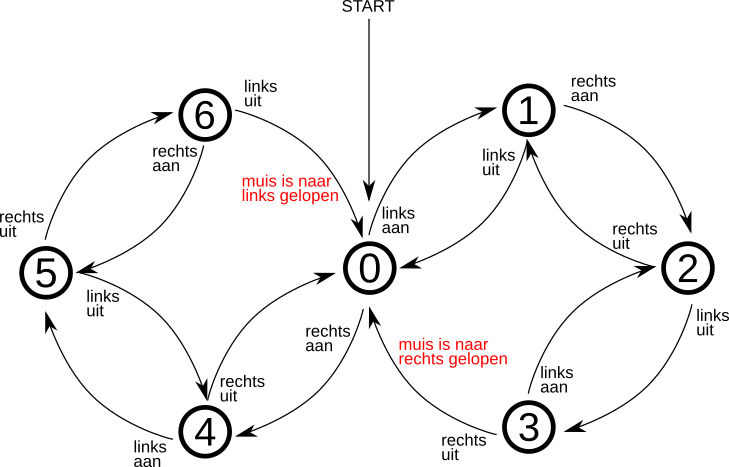 START
links
uit
rechts
aan
6
1
rechts
aan
links
uit
muis is naar
links gelopen
links
aan
rechts
uit
rechts
uit
5
0
2
links
uit
links
uit
rechts
aan
muis is naar
rechts gelopen
rechts
uit
links
aan
4
3
links
aan
rechts
uit